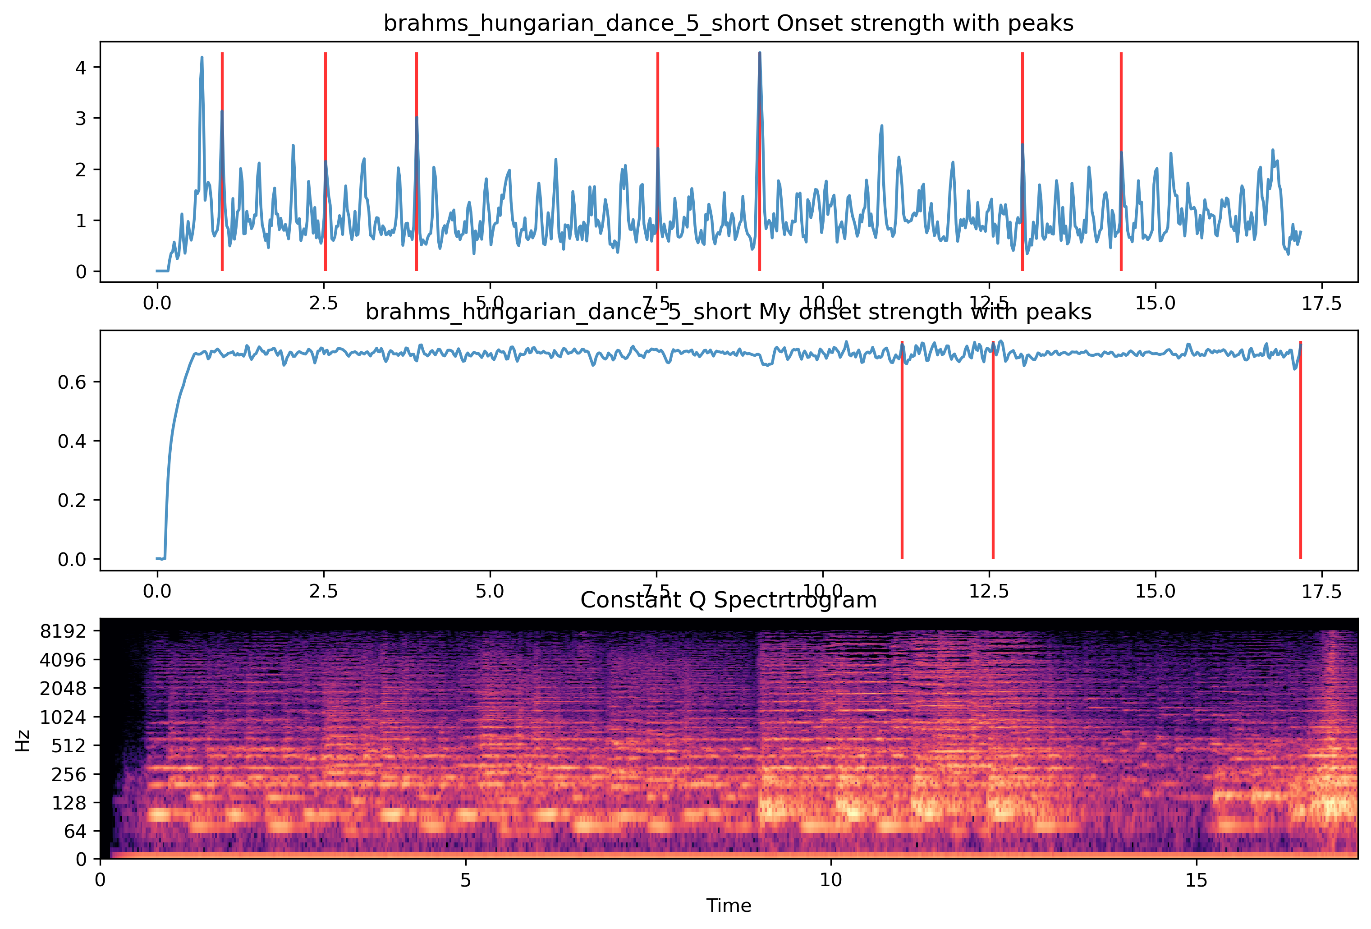 brahms_hungarian_dance_5_short Onset strength with peaks
4
3
2
1
0
0.0 2.5 5.0 7.5 10.0 12.5 15.0 17.5
brahms_hungarian_dance_5_short My onset strength with peaks
0.6
0.4
0.2
0.0
0.0 2.5 5.0 7.5 10.0 12.5 15.0 17.5
Constant Q Spectrtrogram
8192
4096
2048
1024
512
256
128
64
0
Hz
0 5 10 15
Time